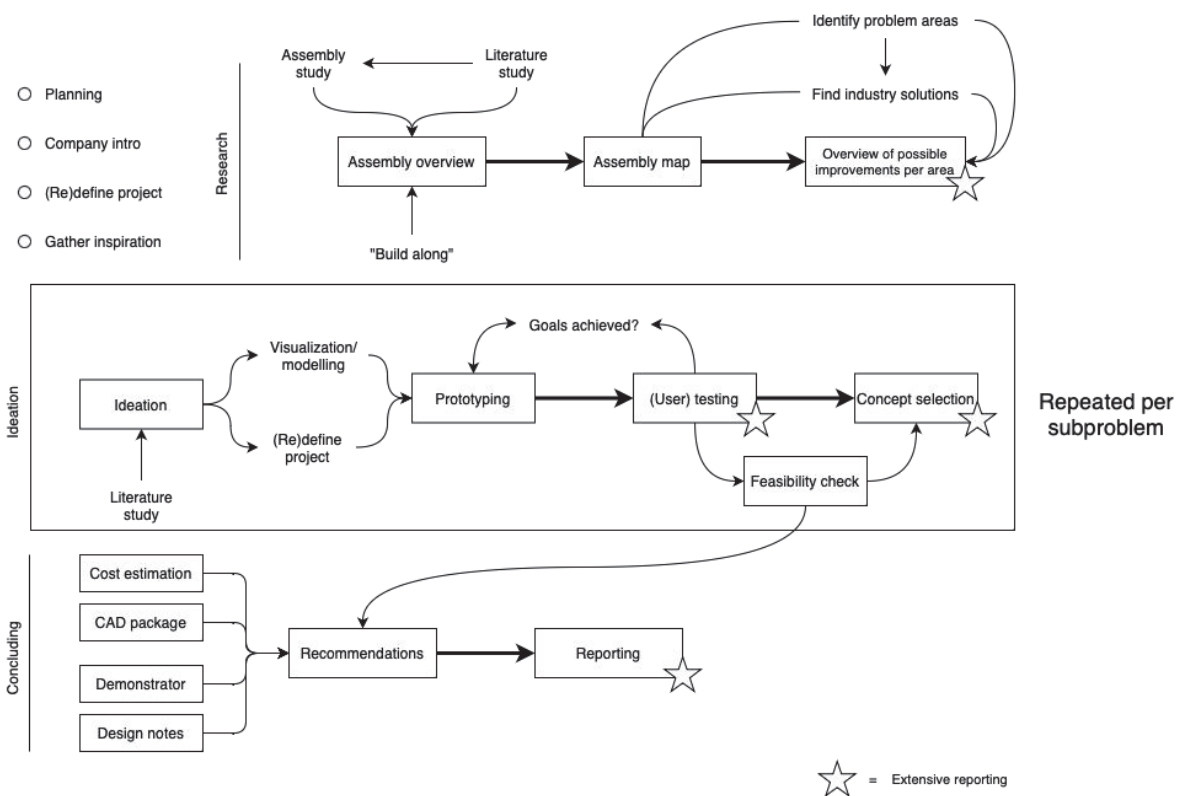 Planning
Company intro
(Re)define project
Gather inspiration
Research
Assembly
study
Literature
study
Assembly overview
"Build along"
Assembly map
Identify problem areas
Find industry solutions
Overview of possible
improvements per area
Ideation
Ideation
Literature
study
Visualization/
modelling
(Re)define
project
Prototyping
Goals achieved?
(User) testing
Concept selection
Feasibility check
Repeated per
subproblem
Concluding
Cost estimation
CAD package
Demonstrator
Design notes
Recommendations
Reporting
= Extensive reporting